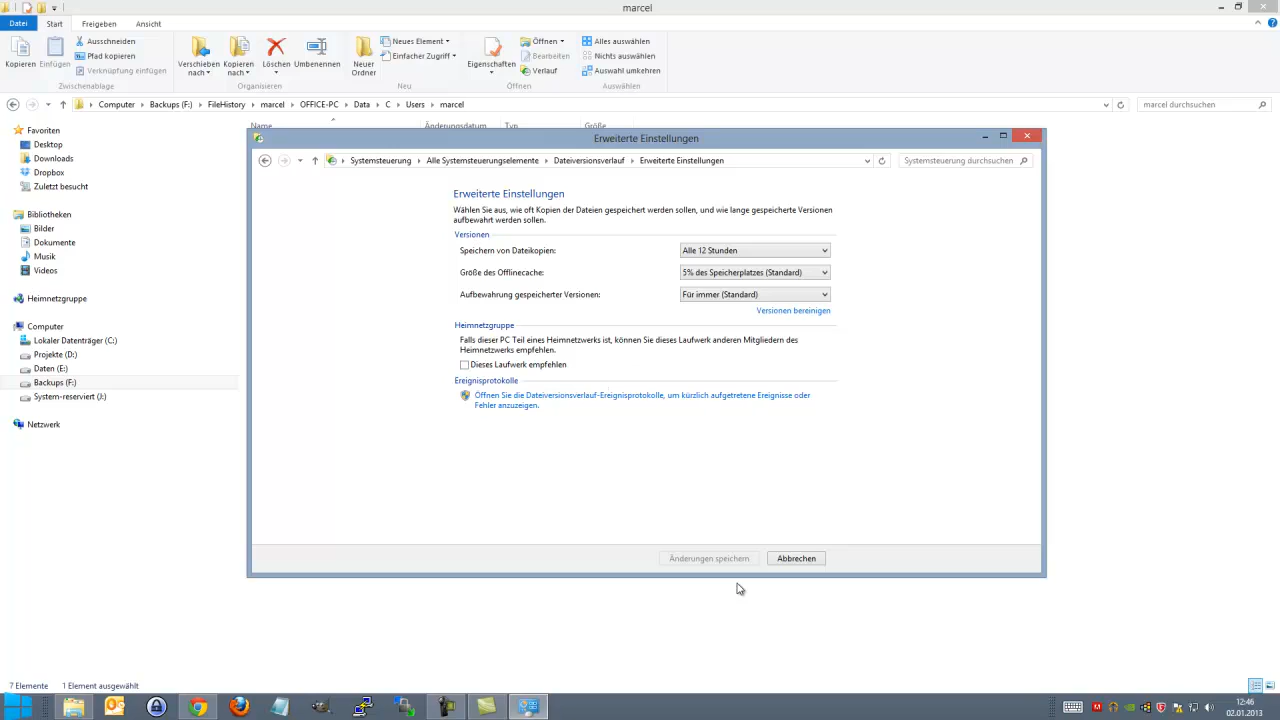 marcel
Datei Start Freigeben Ansicht
Kopieren
Einfügen
Ausschneiden
Pfad kopieren
Verknüpfung einfügen
Zwischenablage
Verschieben nach
Kopieren nach
Löschen
Umbenennen
Organisieren
Neuer Ordner
Neues Element
Einfacher Zugriff
Neu
Eigenschaften
Öffnen
Bearbeiten
Verlauf
Öffnen
Alles auswählen
Nichts auswählen
Auswahl umkehren
Auswählen
Computer Backups (F:) FileHistory marcel OFFICE-PC Data C Users marcel
marcel durchsuchen
Name Änderungsdatum Typ Größe
Favoriten
Desktop
Downloads
Dropbox
Zuletzt besucht
Bibliotheken
Bilder
Dokumente
Musik
Videos
Heimnetzgruppe
Computer
Lokaler Datenträger (C:)
Projekte (D:)
Daten (E:)
Backups (F:)
System-reserviert (J:)
Netzwerk
Erweiterte Einstellungen
Systemsteuerung Alle Systemsteuerungselemente Dateiversionsverlauf Erweiterte Einstellungen
Systemsteuerung durchsuchen
Erweiterte Einstellungen
Wählen Sie aus, wie oft Kopien der Dateien gespeichert werden sollen, und wie lange gespeicherte Versionen
aufbewahrt werden sollen.
Versionen
Speichern von Dateikopien: Alle 12 Stunden
Größe des Offlinecache: 5% des Speicherplatzes (Standard)
Aufbewahrung gespeicherter Versionen: Für immer (Standard)
Versionen bereinigen
Heimnetzgruppe
Falls dieser PC Teil eines Heimnetzwerks ist, können Sie dieses Laufwerk anderen Mitgliedern des
Heimnetzwerks empfehlen.
Dieses Laufwerk empfehlen
Ereignisprotokolle
Öffnen Sie die Dateiversionsverlauf-Ereignisprotokolle, um kürzlich aufgetretene Ereignisse oder
Fehler anzuzeigen.
Änderungen speichern Abbrechen
7 Elemente 1 Element ausgewählt
12:46
02.01.2013